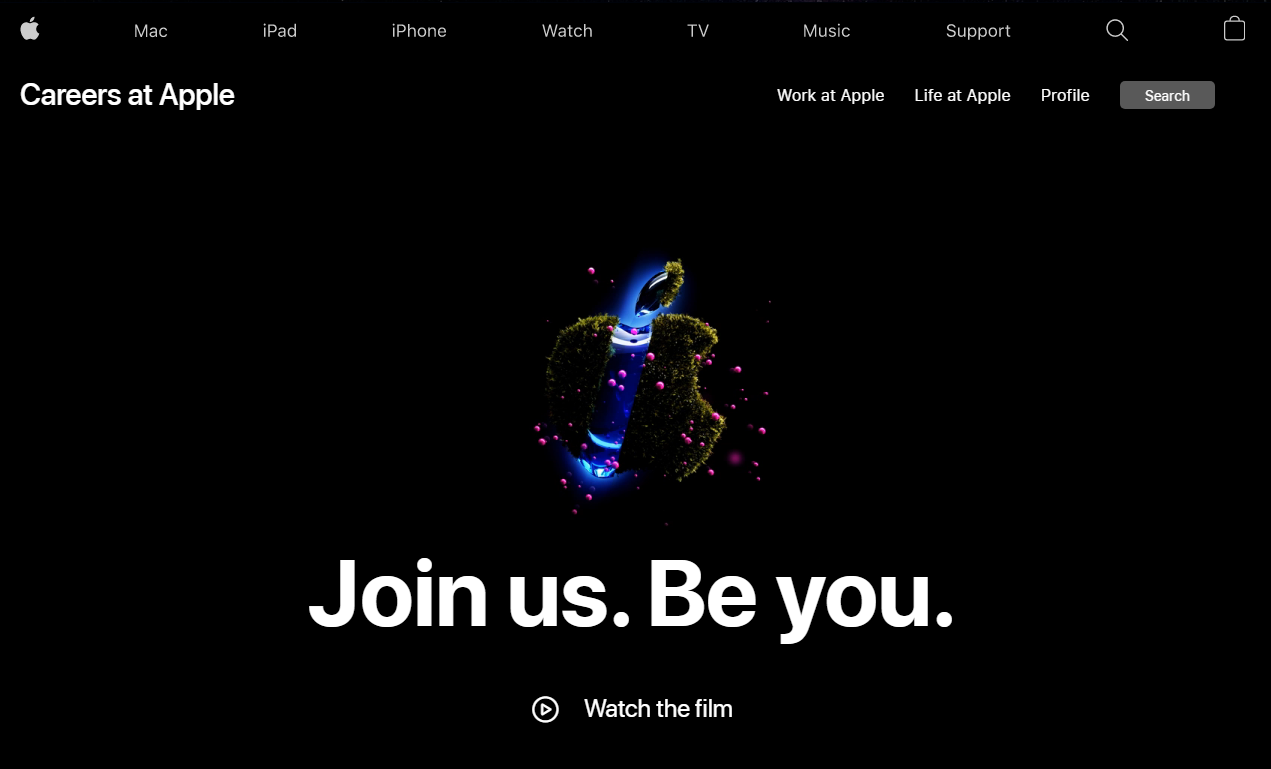 Mac iPad iPhone Watch TV Music Support
Careers at Apple Work at Apple Life at Apple Profile Search
Join us. Be you.
Watch the film